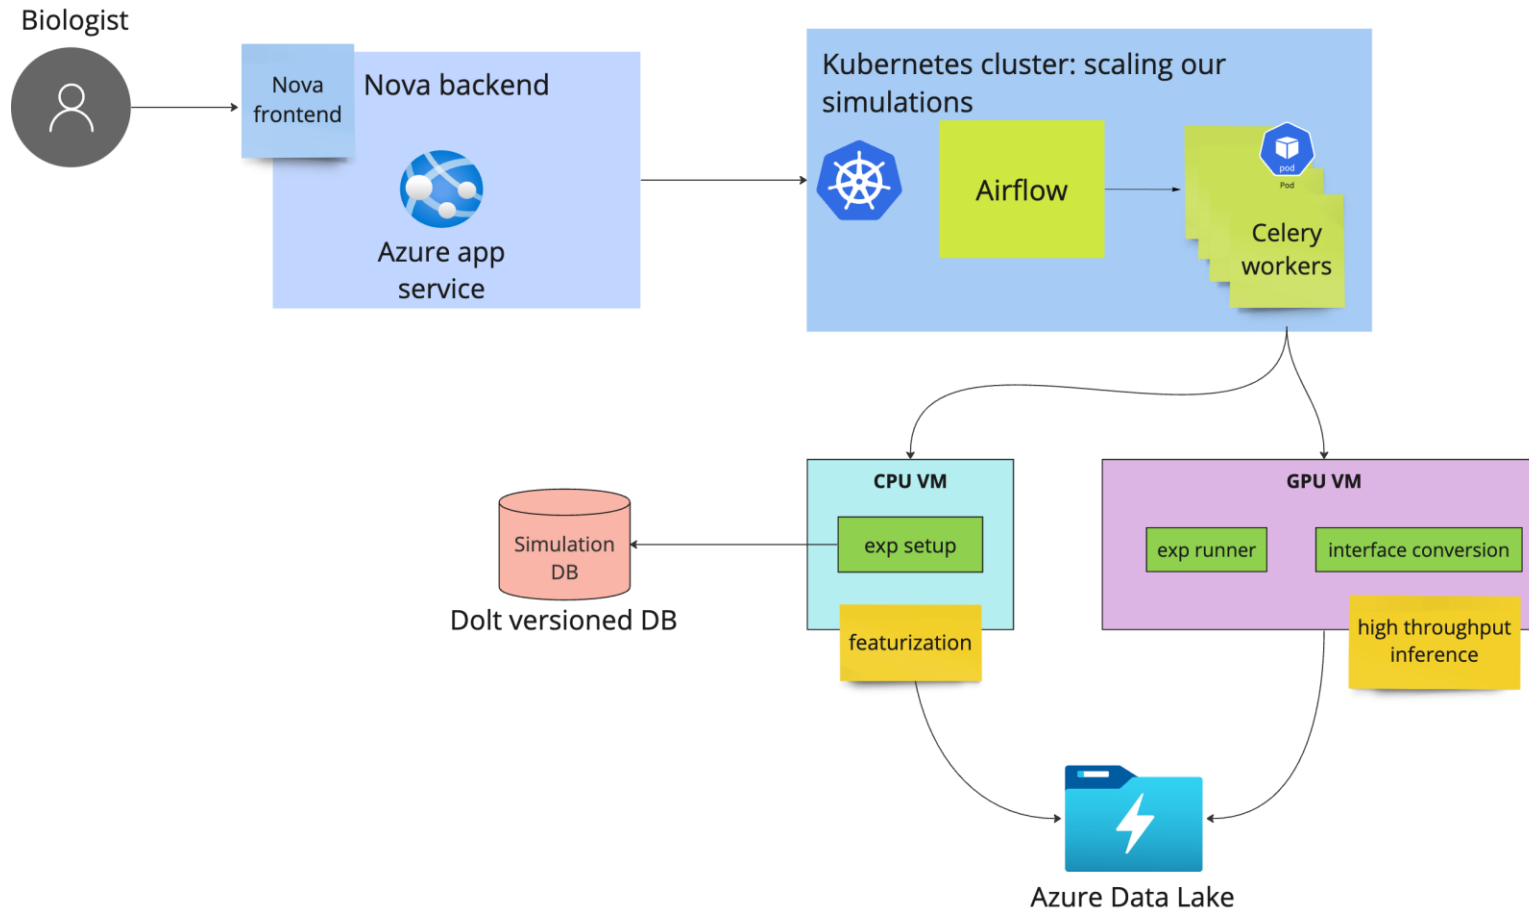 Biologist
Nova
frontend
Nova backend
Azure app
service
Kubernetes cluster: scaling our
simulations
Airflow
pod
Pod
Celery
workers
CPU VM
exp setup
featurization
GPU VM
exp runner
interface conversion
high throughput
inference
Simulation
DB
Dolt versioned DB
Azure Data Lake